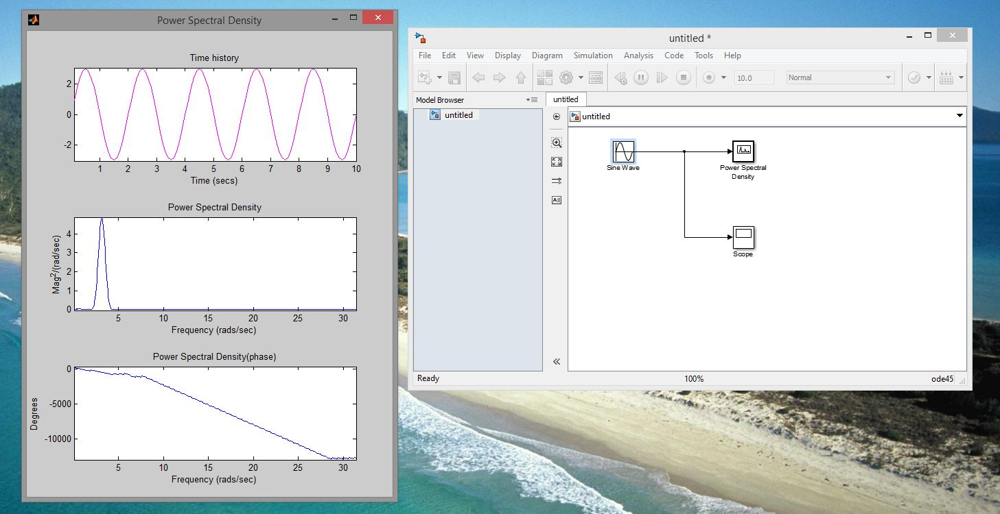 Power Spectral Density
Time history
2
0
-2
1 2 3 4 5 6 7 8 9 10
Time (secs)
Power Spectral Density
Mag2/(rad/sec)
4
3
2
1
0
5 10 15 20 25 30
Frequency (rads/sec)
Power Spectral Density(phase)
Degrees
0
-5000
-10000
5 10 15 20 25 30
Frequency (rads/sec)
untitled *
File Edit View Display Diagram Simulation Analysis Code Tools Help
10.0 Normal
Model Browser
untitled
untitled
untitled
Sine Wave
Power Spectral
Density
Scope
A
Ready 100% ode45